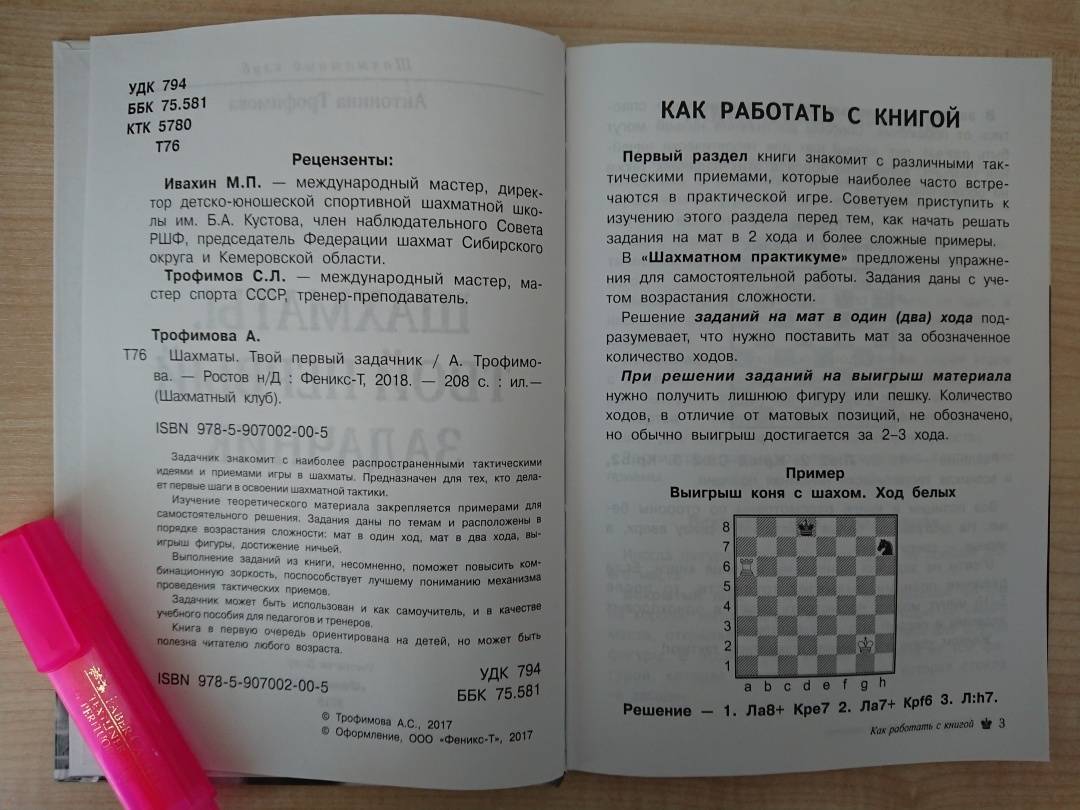 УДК 794
ББК 75.581
КТК 5780
Т76
Рецензенты:
Ивахин М.П. — международный мастер, дирек-
тор детско-юношеской спортивной шахматной шко-
лы им. Б.А. Кустова, член наблюдательного Совета
РШФ, председатель Федерации шахмат Сибирского
округа и Кемеровской области.
Трофимов С.Л. — международный мастер, ма-
стер спорта СССР, тренер-преподаватель.
Трофимова А.
Т76 Шахматы. Твой первый задачник / А. Трофимо-
ва. — Ростов н/Д : Феникс-Т, 2018. — 208 с. : ил.—
(Шахматный клуб).
ISBN 978-5-907002-00-5
Задачник знакомит с наиболее распространенными тактическими
идеями и приемами игры в шахматы. Предназначен для тех, кто дела-
ет первые шаги в освоении шахматной тактики.
Изучение теоретического материала закрепляется примерами для
самостоятельного решения. Задания даны по темам и расположены в
порядке возрастания сложности: мат в один ход, мат в два хода, вы-
игрыш фигуры, достижение ничьей.
Выполнение заданий из книги, несомненно, поможет повысить ком-
бинационную зоркость, поспособствует лучшему пониманию механизма
проведения тактических приемов.
Задачник может быть использован и как самоучитель, и в качестве
учебного пособия для педагогов и тренеров.
Книга в первую очередь ориентирована на детей, но может быть
полезна читателю любого возраста.
УДК 794
ISBN 978-5-907002-00-5 ББК 75.581
© Трофимова А.С., 2017
© Оформление, ООО «Феникс-Т», 2017
КАК РАБОТАТЬ С КНИГОЙ
Первый раздел книги знакомит с различными так-
тическими приемами, которые наиболее часто встре-
чаются в практической игре. Советуем приступить к
изучению этого раздела перед тем, как начать решать
задания на мат в 2 хода и более сложные примеры.
В «Шахматном практикуме» предложены упражне-
ния для самостоятельной работы. Задания даны с уче-
том возрастания сложности.
Решение заданий на мат в один (два) хода под-
разумевает, что нужно поставить мат за обозначенное
количество ходов.
При решении заданий на выигрыш материала
нужно получить лишнюю фигуру или пешку. Количество
ходов, в отличие от матовых позиций, не обозначено,
но обычно выигрыш достигается за 2–3 хода.
Пример
Выигрыш коня с шахом. Ход белых
8
7
6
5
4
3
2
1
a b c d e f g h
Решение — 1. Ла8+ Кре7 2. Ла7+ Крf6 3. Л:h7.
Как работать с книгой 3
FABER-CASTELL
TEXTLINER